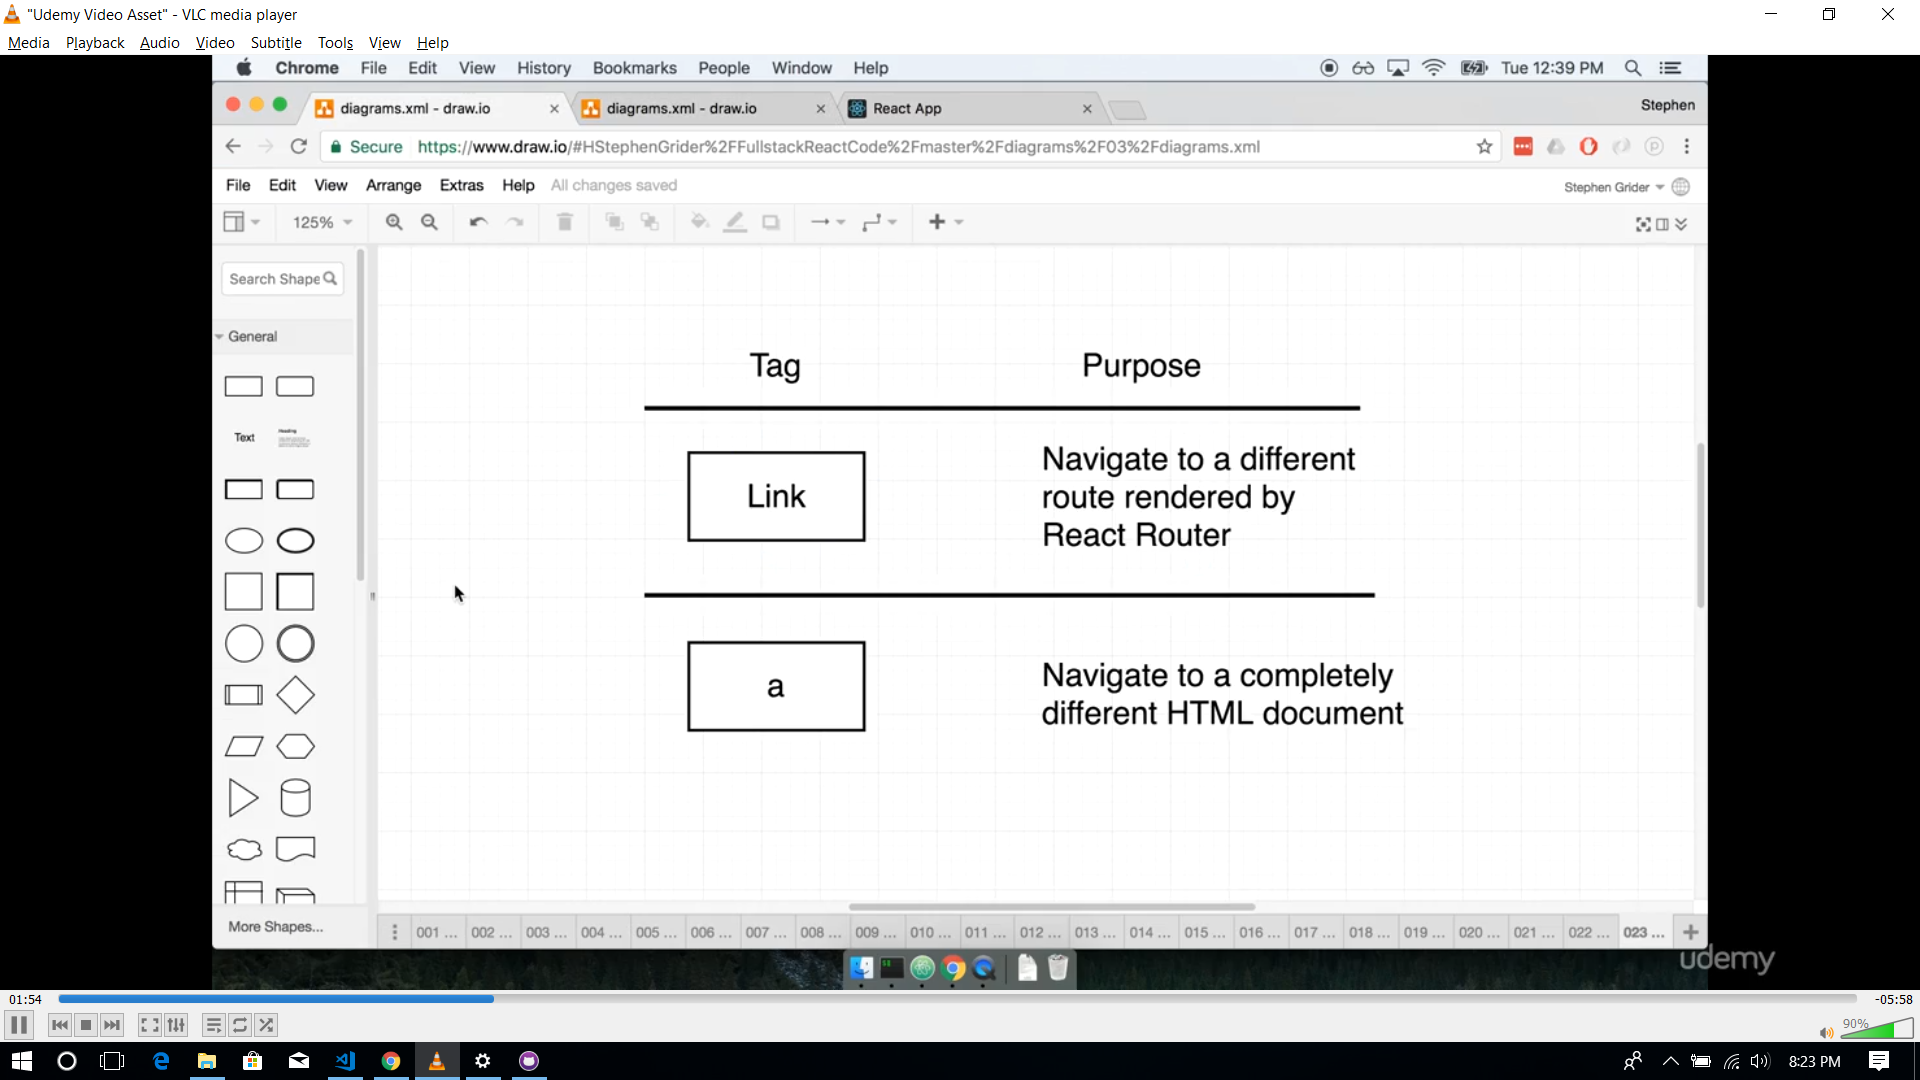 "Udemy Video Asset" - VLC media player
Media Playback Audio Video Subtitle Tools View Help
Chrome File Edit View History Bookmarks People Window Help Tue 12:39 PM
diagrams.xml - draw.io diagrams.xml - draw.io React App Stephen
Secure https://www.draw.io/#HStephenGrider%2FFullstackReactCode%2Fmaster%2Fdiagrams%2F03%2Fdiagrams.xml
File Edit View Arrange Extras Help All changes saved Stephen Grider
125%
Search Shape
General
Text
Heading
Tag Purpose
Link
Navigate to a different
route rendered by
React Router
a
Navigate to a completely
different HTML document
More Shapes...
001 ... 002 ... 003 ... 004 ... 005 ... 006 ... 007 ... 008 ... 009 ... 010 ... 011 ... 012 ... 013 ... 014 ... 015 ... 016 ... 017 ... 018 ... 019 ... 020 ... 021 ... 022 ... 023 ...
udemy
01:54 -05:58
90%
8:23 PM